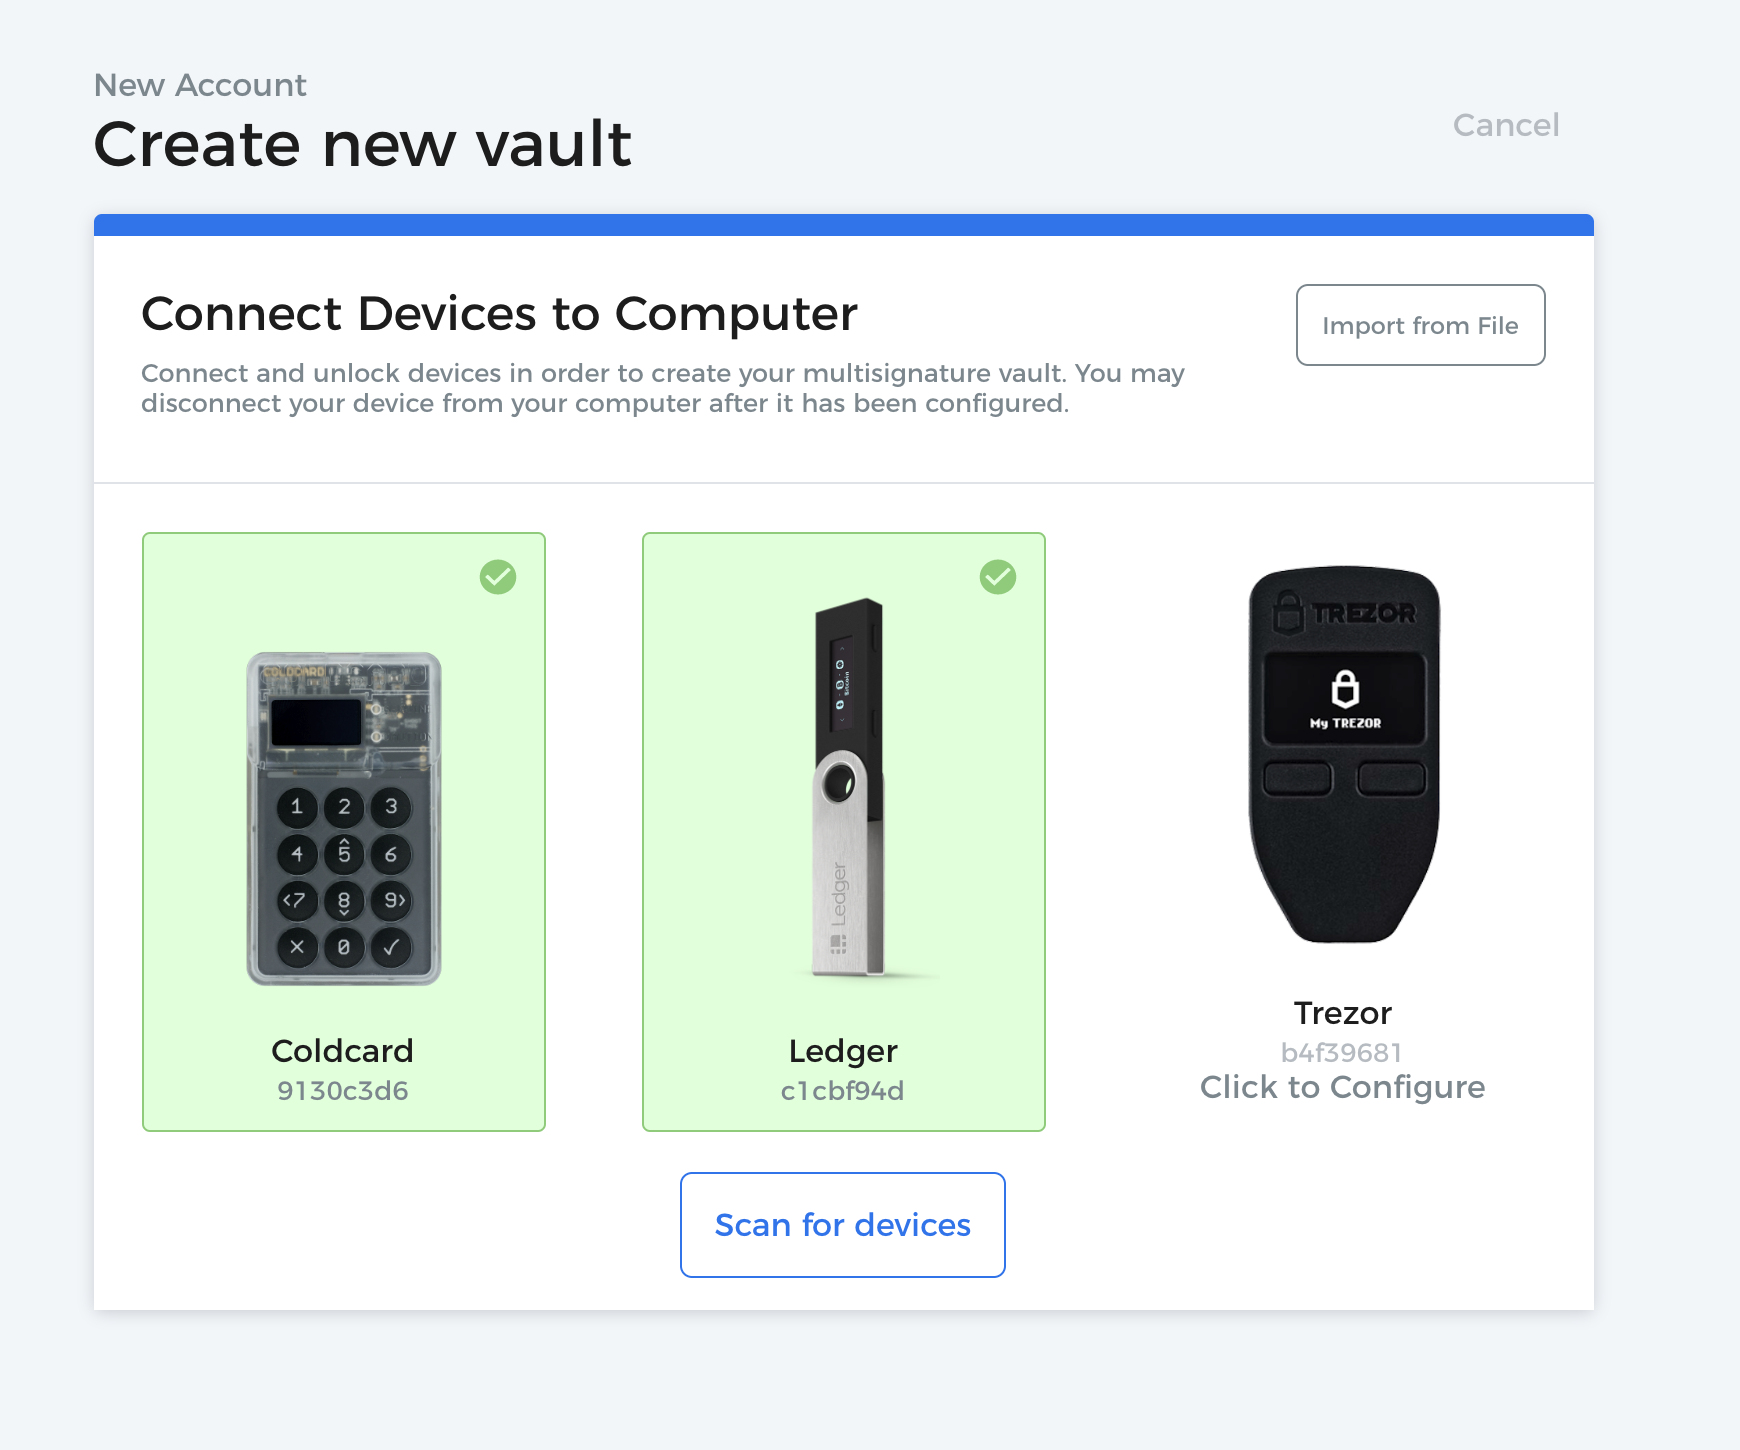 New Account
Create new vault
Cancel
Connect Devices to Computer
Import from File
Connect and unlock devices in order to create your multisignature vault. You may
disconnect your device from your computer after it has been configured.
COLDCARD
1 2 3
4 5 6
<7 8 9>
× 0 ✓
Coldcard
9130c3d6
Bitcoin
Ledger
Ledger
c1cbf94d
TREZOR
My TREZOR
Trezor
b4f39681
Click to Configure
Scan for devices